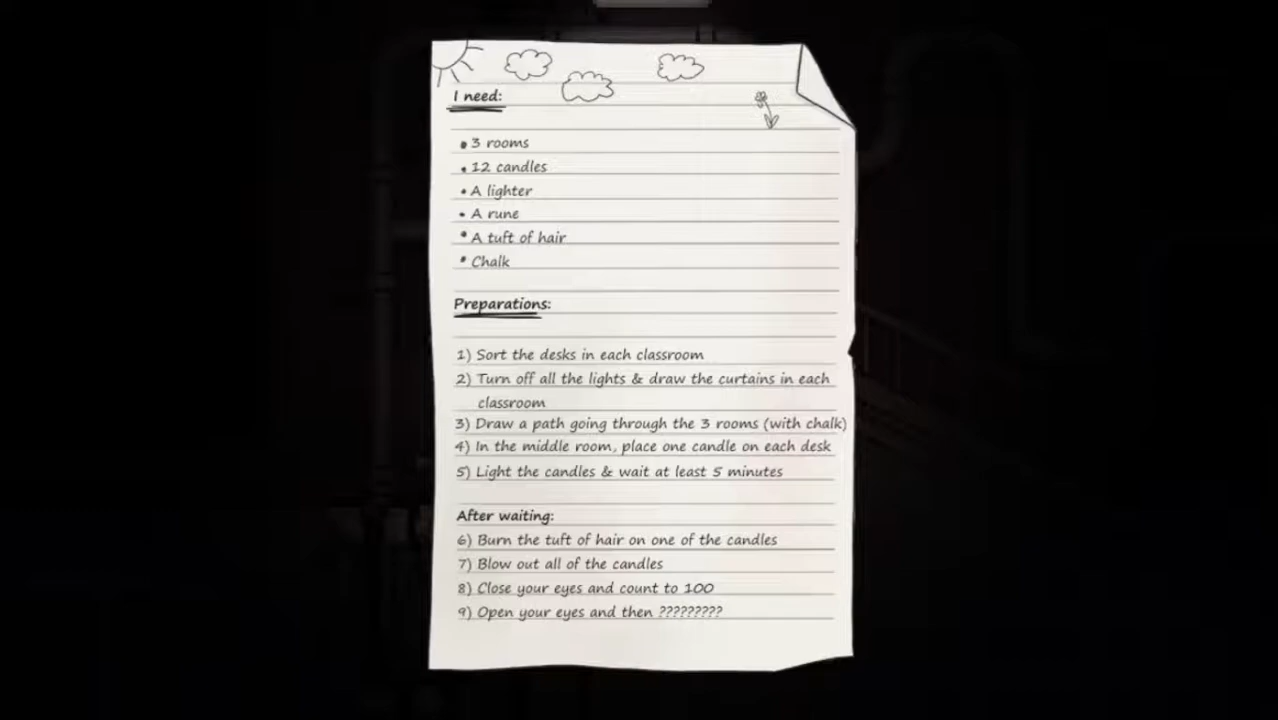 I need:
• 3 rooms
• 12 candles
• A lighter
• A rune
• A tuft of hair
• Chalk
Preparations:
1) Sort the desks in each classroom
2) Turn off all the lights & draw the curtains in each
classroom
3) Draw a path going through the 3 rooms (with chalk)
4) In the middle room, place one candle on each desk
5) Light the candles & wait at least 5 minutes
After waiting:
6) Burn the tuft of hair on one of the candles
7) Blow out all of the candles
8) Close your eyes and count to 100
9) Open your eyes and then ?????????